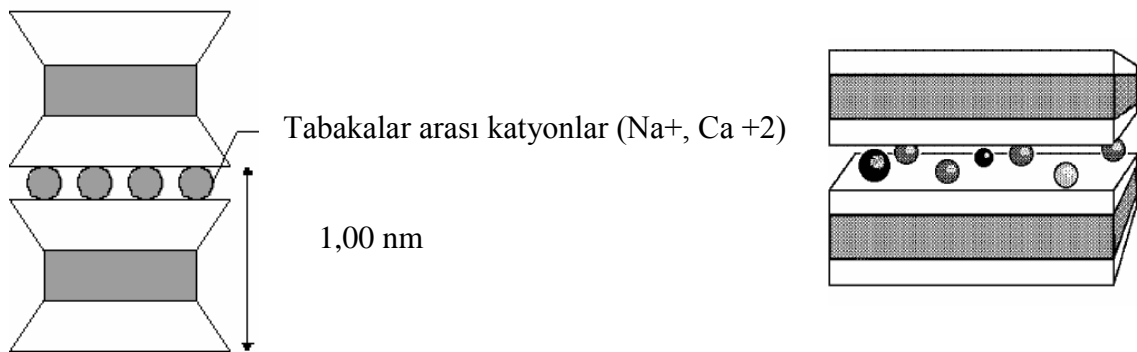 Tabakalar arası katyonlar (Na+, Ca +2)
1,00 nm